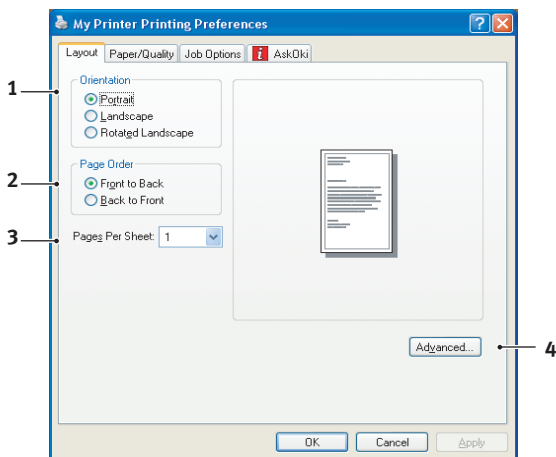 My Printer Printing Preferences
Layout Paper/Quality Job Options i AskOki
1
Orientation
Portrait
Landscape
Rotated Landscape
2
Page Order
Front to Back
Back to Front
3
Pages Per Sheet: 1
Advanced...
4
OK Cancel Apply